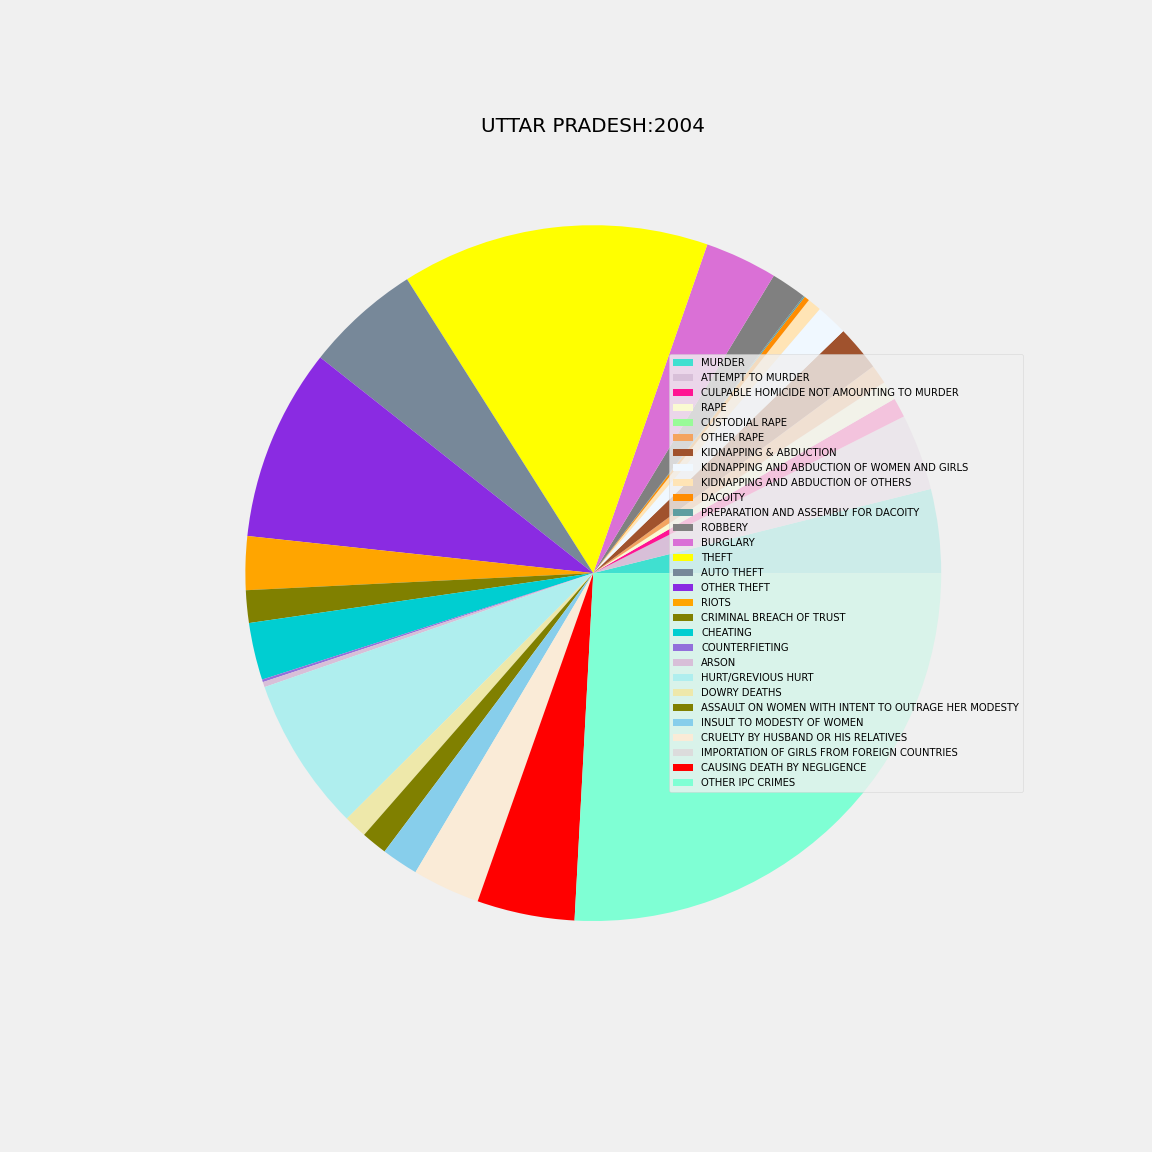 UTTAR PRADESH:2004
MURDER
ATTEMPT TO MURDER
CULPABLE HOMICIDE NOT AMOUNTING TO MURDER
RAPE
CUSTODIAL RAPE
OTHER RAPE
KIDNAPPING & ABDUCTION
KIDNAPPING AND ABDUCTION OF WOMEN AND GIRLS
KIDNAPPING AND ABDUCTION OF OTHERS
DACOITY
PREPARATION AND ASSEMBLY FOR DACOITY
ROBBERY
BURGLARY
THEFT
AUTO THEFT
OTHER THEFT
RIOTS
CRIMINAL BREACH OF TRUST
CHEATING
COUNTERFIETING
ARSON
HURT/GREVIOUS HURT
DOWRY DEATHS
ASSAULT ON WOMEN WITH INTENT TO OUTRAGE HER MODESTY
INSULT TO MODESTY OF WOMEN
CRUELTY BY HUSBAND OR HIS RELATIVES
IMPORTATION OF GIRLS FROM FOREIGN COUNTRIES
CAUSING DEATH BY NEGLIGENCE
OTHER IPC CRIMES